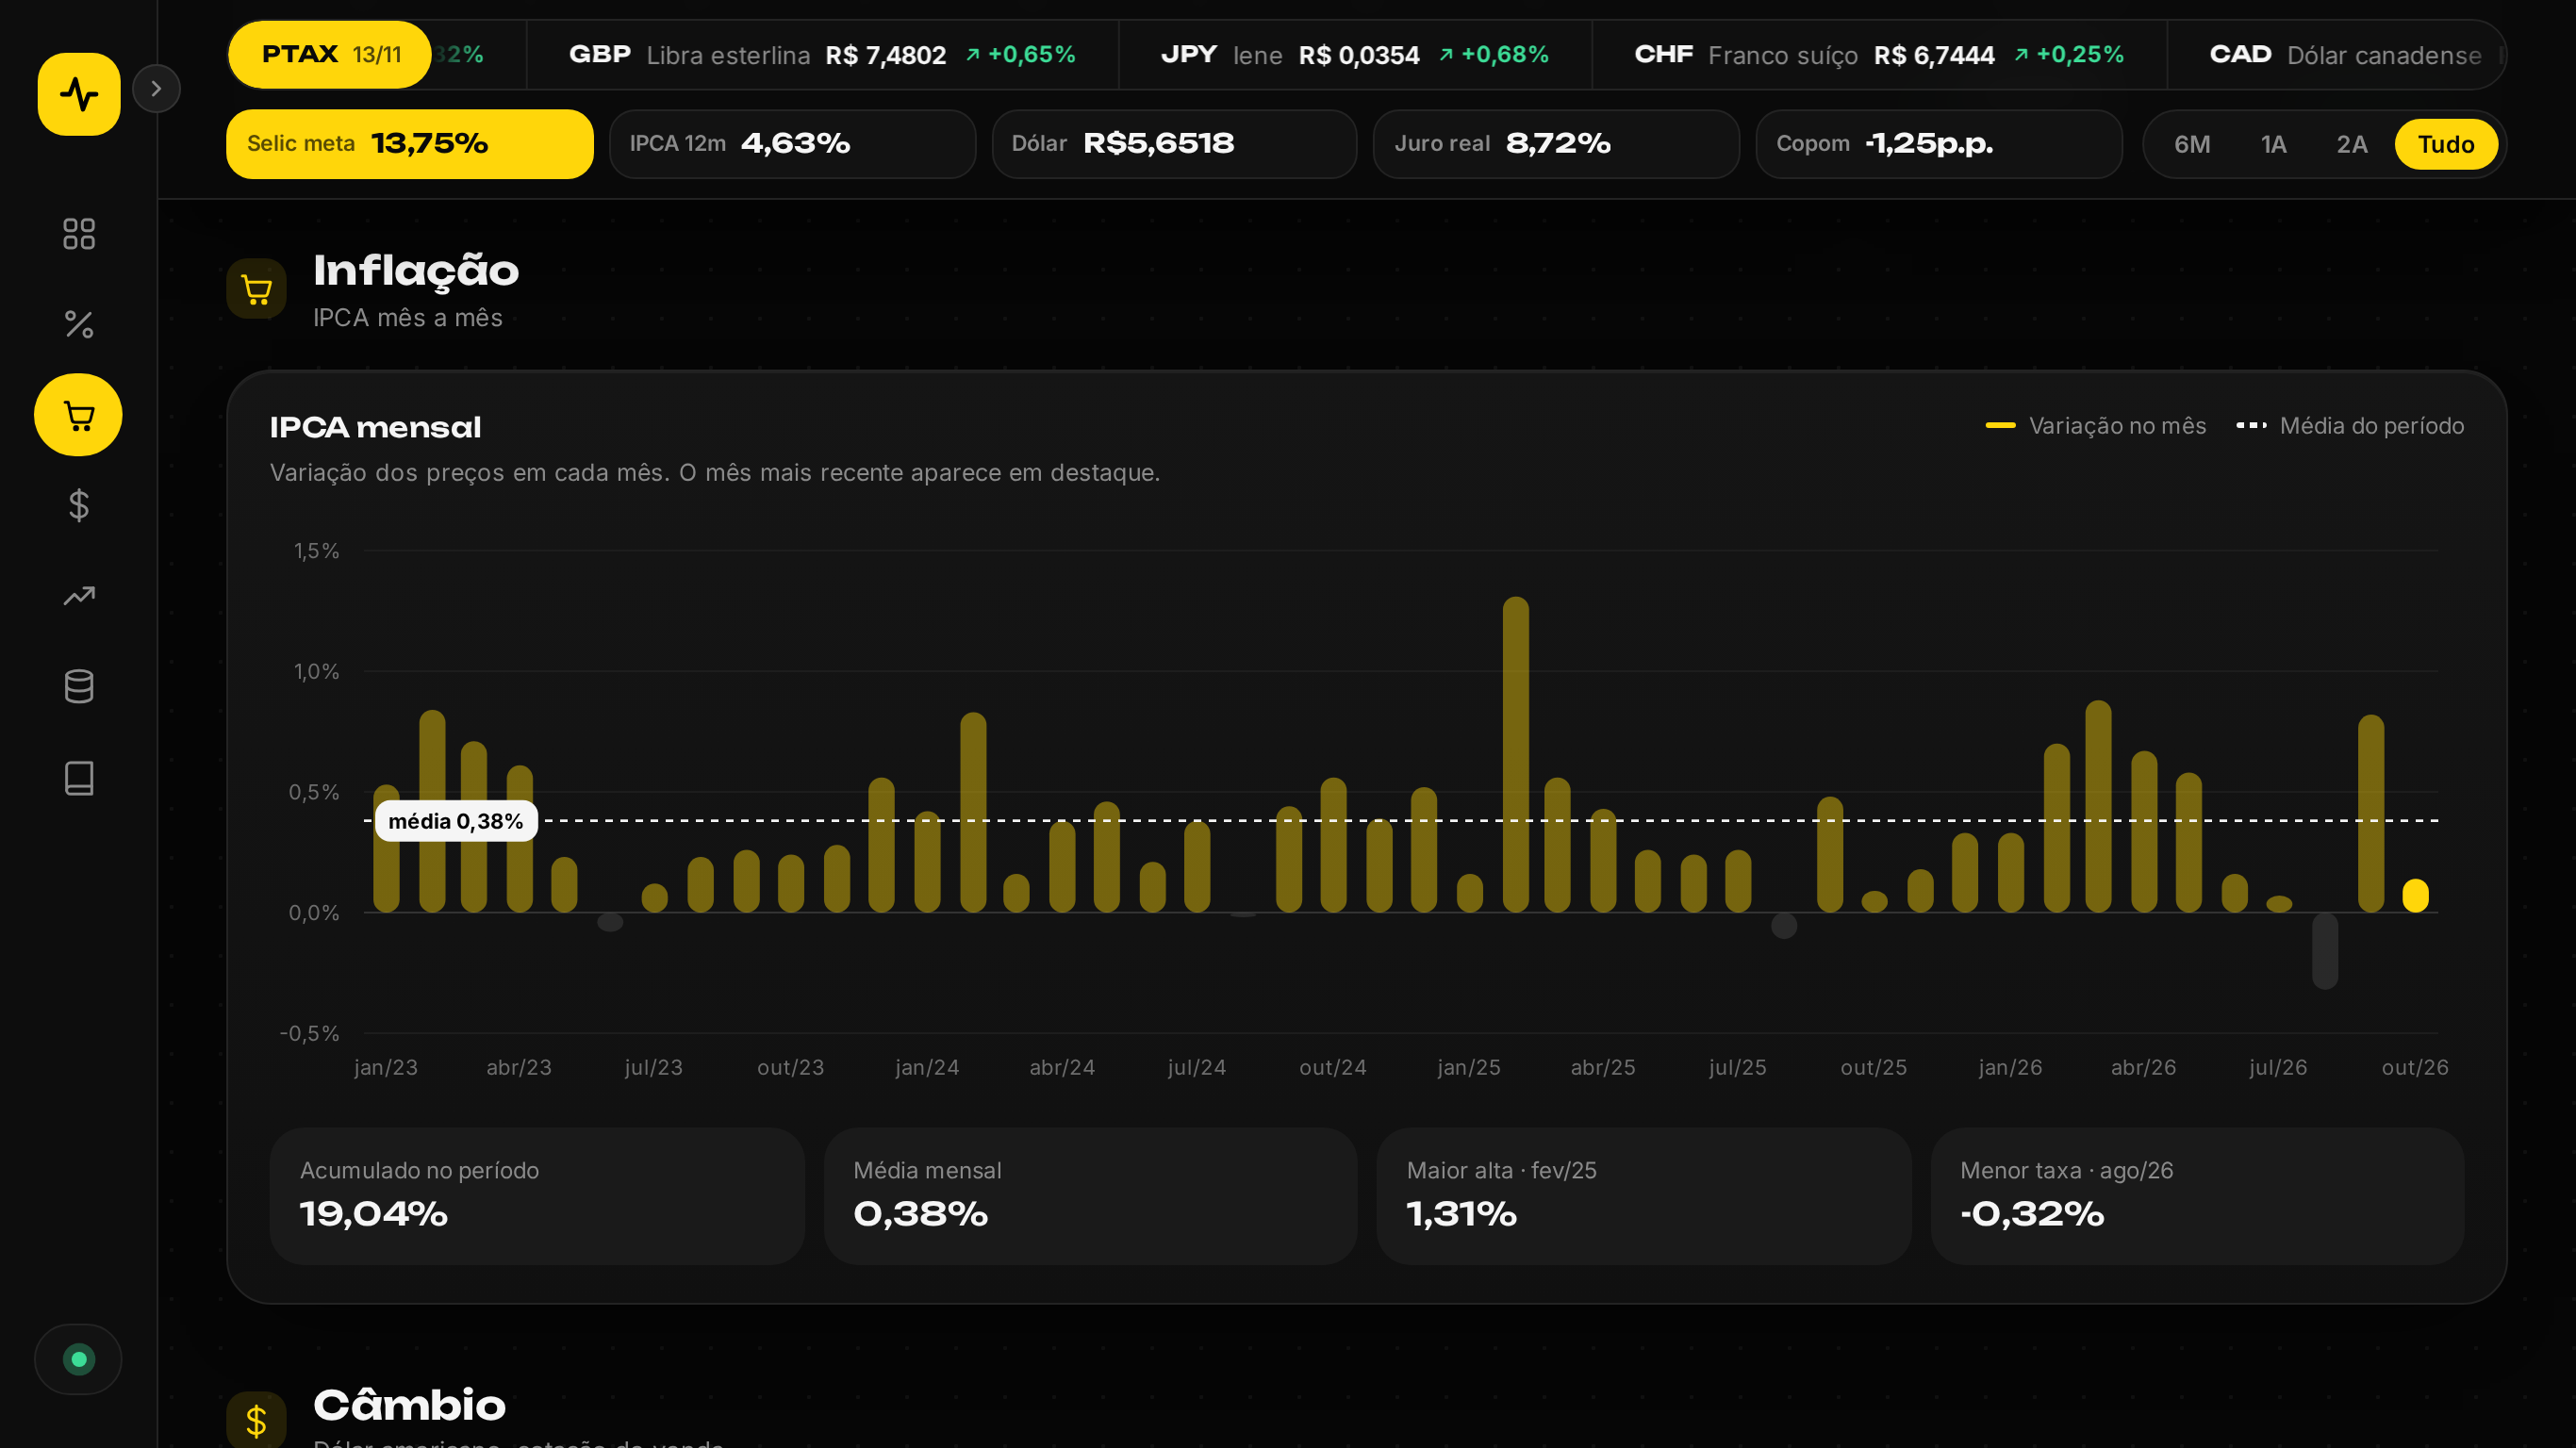 PTAX 13/11 32% GBP Libra esterlina R$ 7,4802 +0,65% JPY Iene R$ 0,0354 +0,68% CHF Franco suíço R$ 6,7444 +0,25% CAD Dólar canadense
Selic meta 13,75% IPCA 12m 4,63% Dólar R$5,6518 Juro real 8,72% Copom -1,25p.p. 6M 1A 2A Tudo
Inflação
IPCA mês a mês
IPCA mensal
Variação no mês Média do período
Variação dos preços em cada mês. O mês mais recente aparece em destaque.
1,5%
1,0%
0,5%
média 0,38%
0,0%
-0,5%
jan/23 abr/23 jul/23 out/23 jan/24 abr/24 jul/24 out/24 jan/25 abr/25 jul/25 out/25 jan/26 abr/26 jul/26 out/26
Acumulado no período Média mensal Maior alta · fev/25 Menor taxa · ago/26
19,04% 0,38% 1,31% -0,32%
Câmbio
Dólar americano, cotação de venda